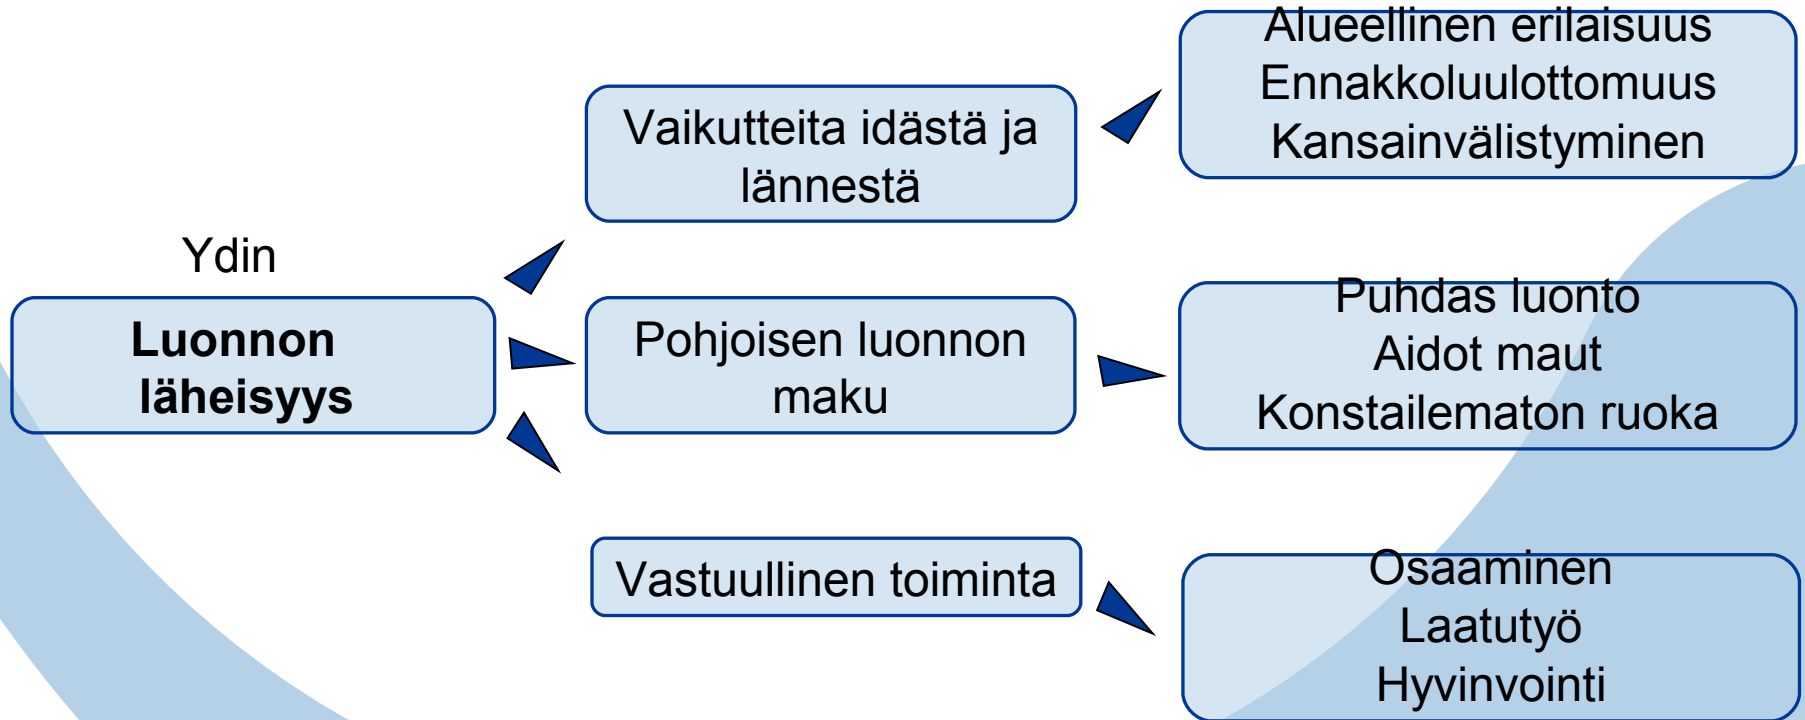 Ydin
Luonnon
läheisyys
Vaikutteita idästä ja
lännestä
Alueellinen erilaisuus
Ennakkoluulottomuus
Kansainvälistyminen
Pohjoisen luonnon
maku
Puhdas luonto
Aidot maut
Konstailematon ruoka
Vastuullinen toiminta
Osaaminen
Laatutyö
Hyvinvointi